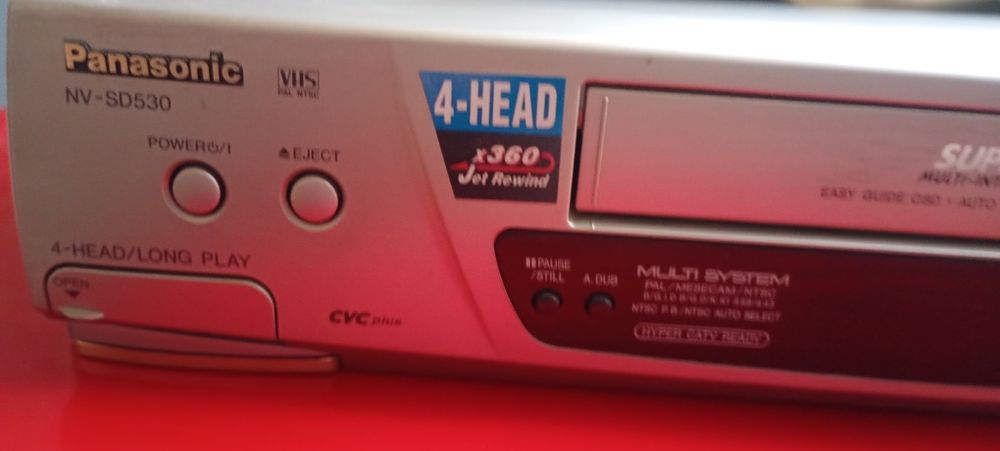 Panasonic
NV-SD530
VHS
PAL NTSC
POWER⏻/I
⏏EJECT
4-HEAD
x360
Jet Rewind
4-HEAD/LONG PLAY
OPEN
CVC plus
EASY GUIDE OSD • AUTO
PAUSE
/STILL
A.DUB
MULTI SYSTEM
PAL/MESECAM/NTSC
NTSC P.B./NTSC AUTO SELECT
HYPER CATV READY